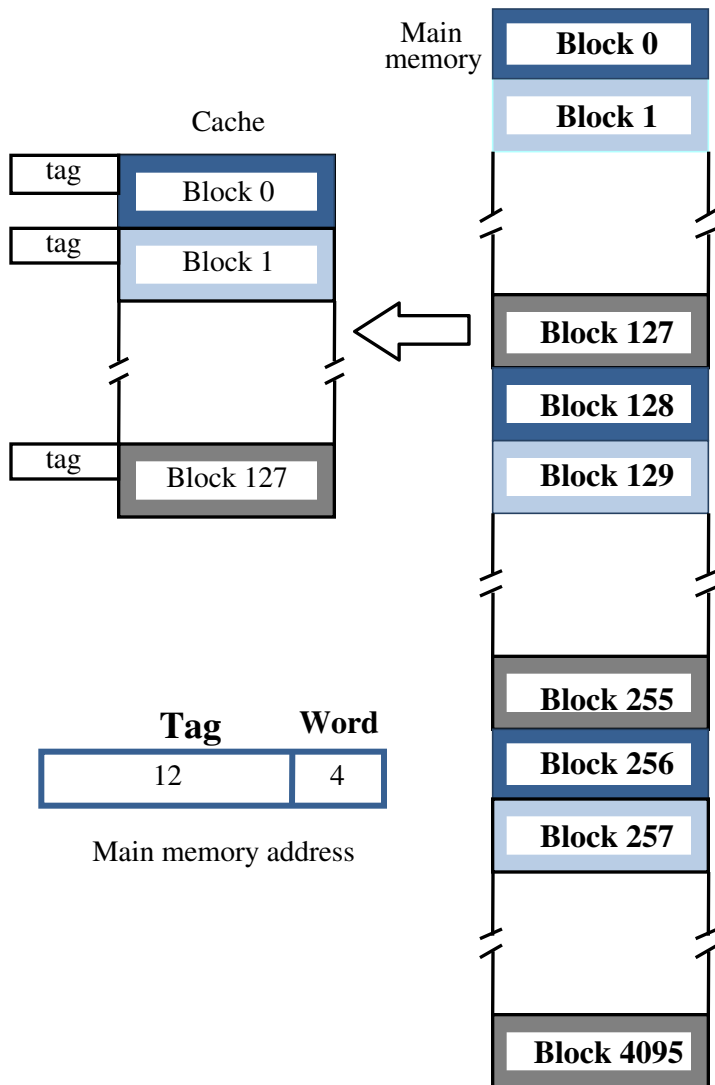 Main
memory
Block 0
Block 1
Cache
tag
Block 0
tag
Block 1
tag
Block 127
Block 127
Block 128
Block 129
Block 255
Block 256
Block 257
Block 4095
Tag
Word
12
4
Main memory address